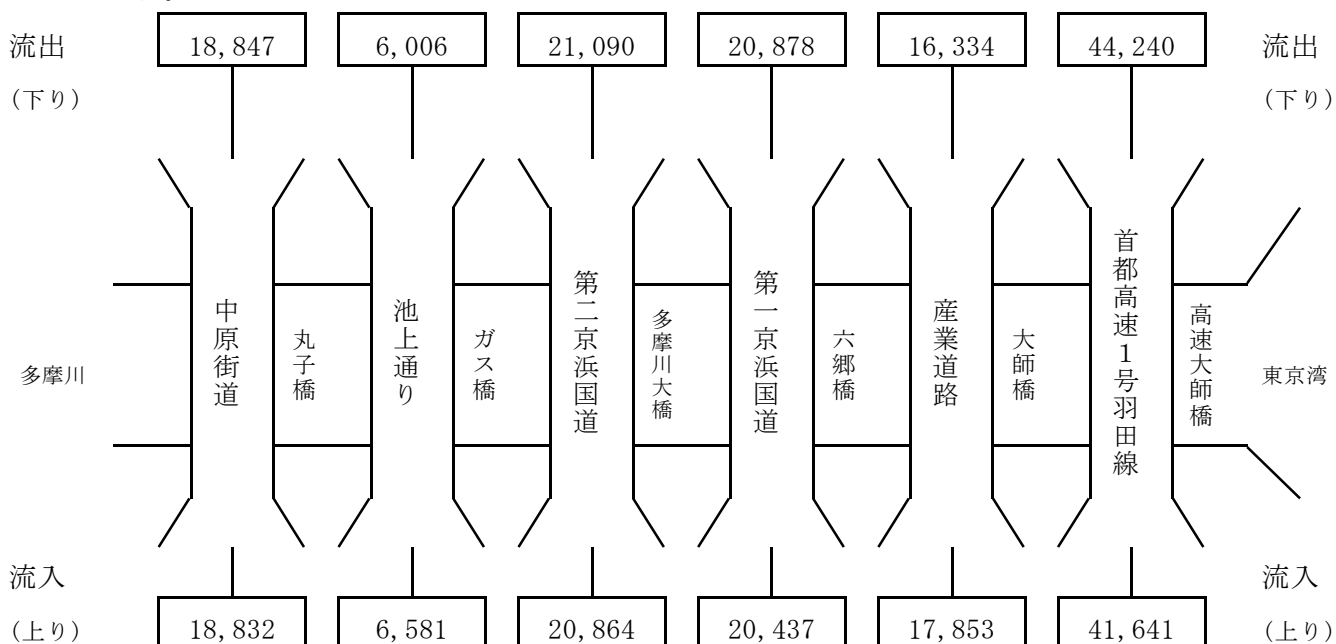 流出 18,847 6,006 21,090 20,878 16,334 44,240 流出
(下り) (下り)
中原街道
丸子橋
池上通り
ガス橋
第二京浜国道
多摩川大橋
第一京浜国道
六郷橋
産業道路
大師橋
首都高速1号羽田線
高速大師橋
多摩川
東京湾
流入 流入
(上り) 18,832 6,581 20,864 20,437 17,853 41,641 (上り)